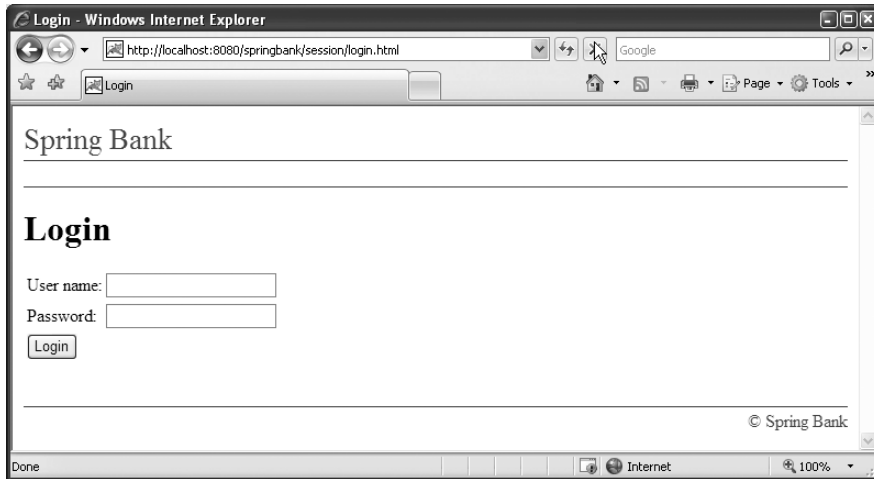 Login - Windows Internet Explorer
http://localhost:8080/springbank/session/login.html
Google
Login
Page
Tools
»
Spring Bank
Login
User name:
Password:
Login
© Spring Bank
Done
Internet
100%